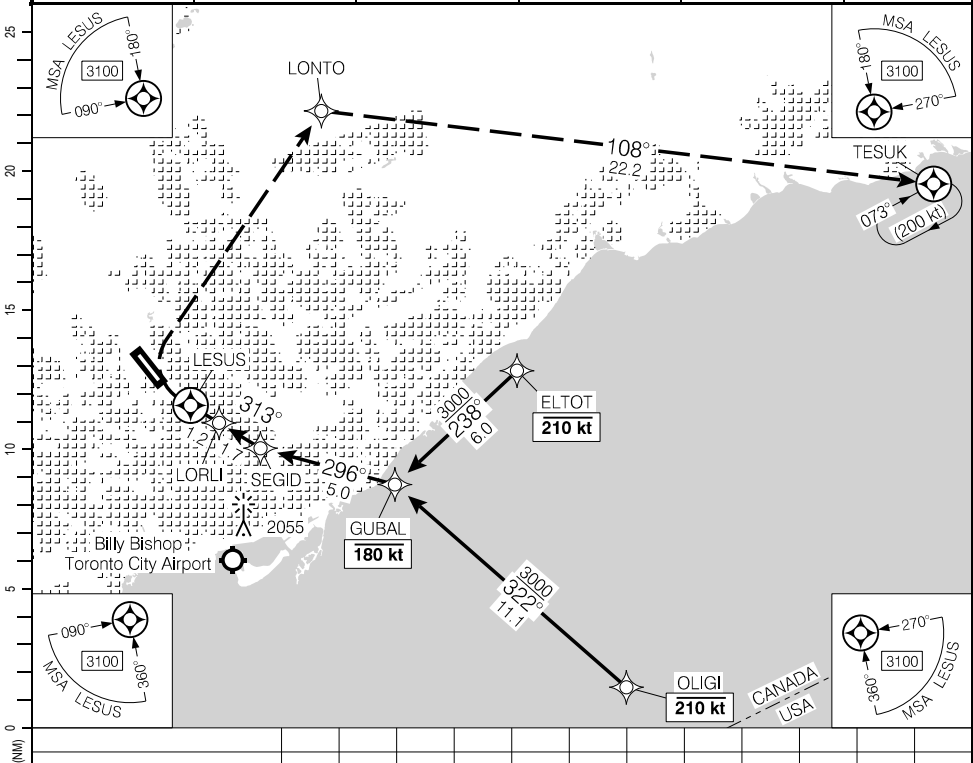 25
MSA LESUS
180°
3100
090°
LONTO
MSA LESUS
180°
3100
270°
20
108°
22.2
TESUK
073°
(200 kt)
15
LESUS
ELTOT
210 kt
3000
238°
6.0
10
313°
1.2
1.7
LORLI
SEGID
296°
5.0
GUBAL
180 kt
2055
Billy Bishop
Toronto City Airport
5
3000
322°
11.1
090°
3100
360°
MSA LESUS
OLIGI
210 kt
CANADA
USA
270°
3100
360°
MSA LESUS
0
(NM)